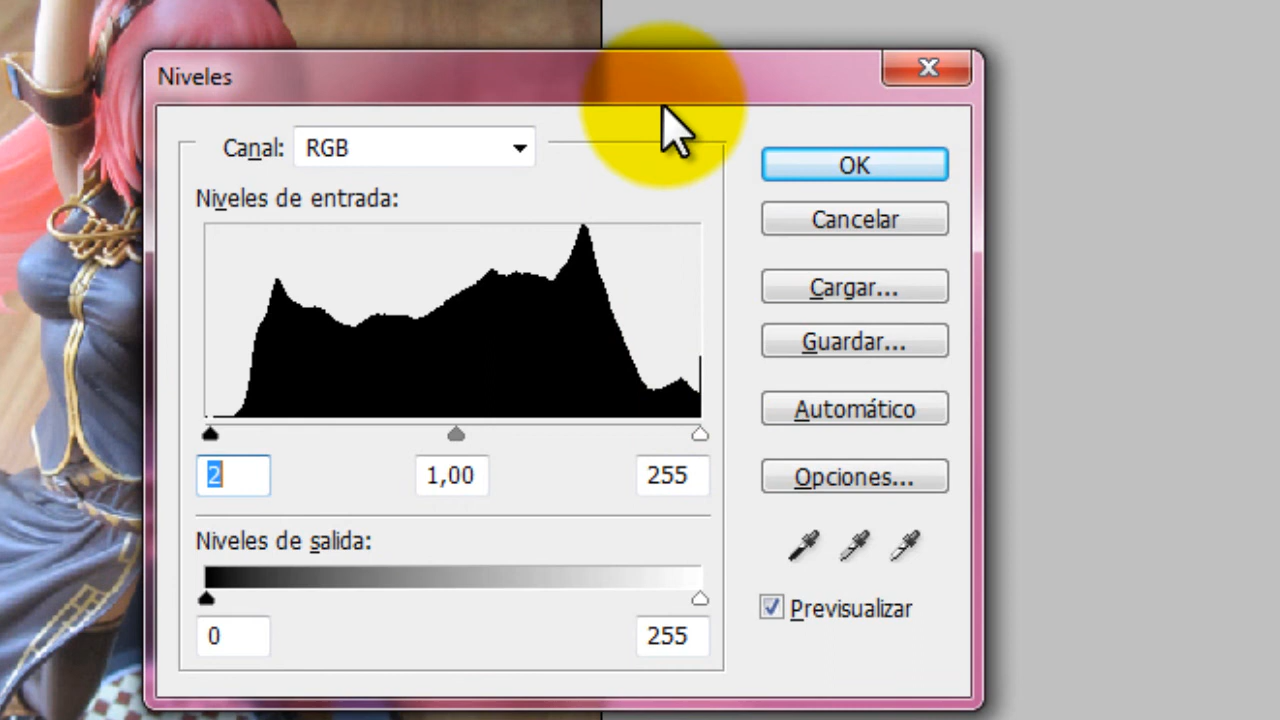 Niveles
Canal: RGB
Niveles de entrada:
2 1,00 255
Niveles de salida:
0 255
OK
Cancelar
Cargar...
Guardar...
Automático
Opciones...
Previsualizar